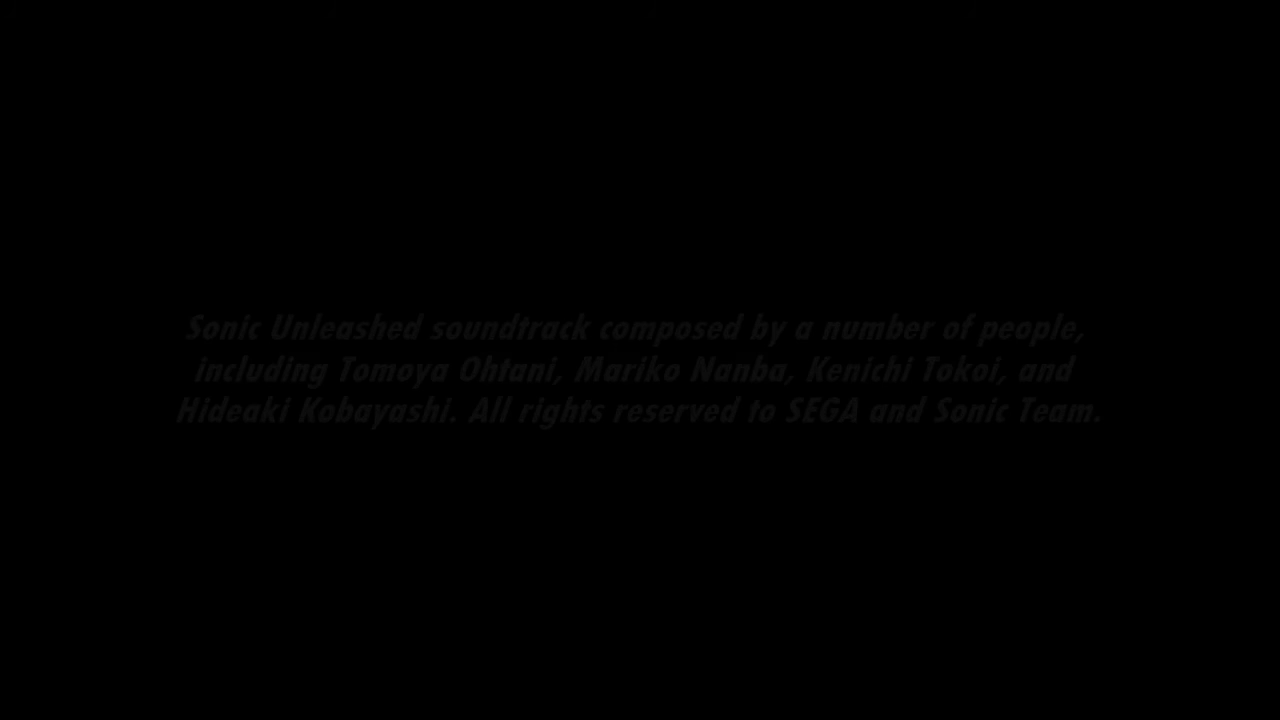 Sonic Unleashed soundtrack composed by a number of people,
including Tomoya Ohtani, Mariko Nanba, Kenichi Tokoi, and
Hideaki Kobayashi. All rights reserved to SEGA and Sonic Team.